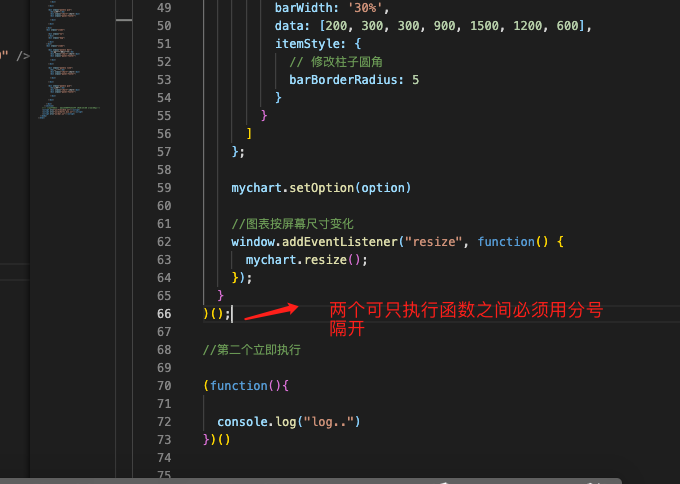 0" />
49 barWidth: '30%',
50 data: [200, 300, 300, 900, 1500, 1200, 600],
51 itemStyle: {
52 // 修改柱子圆角
53 barBorderRadius: 5
54 }
55 }
56 ]
57 };
58
59 mychart.setOption(option)
60
61 //图表按屏幕尺寸变化
62 window.addEventListener("resize", function() {
63 mychart.resize();
64 });
65 }
66 )();
两个可只执行函数之间必须用分号
隔开
67
68 //第二个立即执行
69
70 (function(){
71
72 console.log("log..")
73 })()
74
75